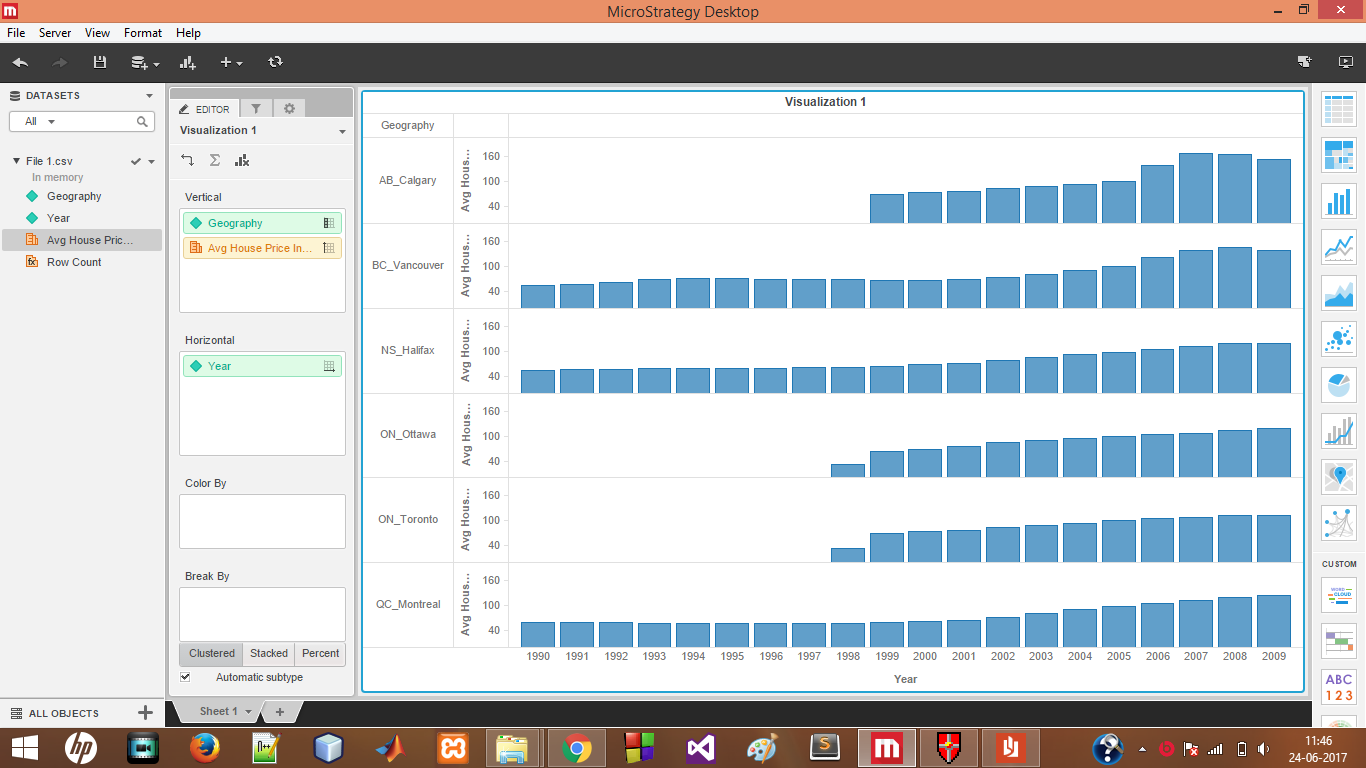 MicroStrategy Desktop
File Server View Format Help
DATASETS
All
File 1.csv
In memory
Geography
Year
Avg House Pric...
Row Count
ALL OBJECTS
EDITOR
Visualization 1
Vertical
Geography
Avg House Price In...
Horizontal
Year
Color By
Break By
Clustered Stacked Percent
Automatic subtype
Visualization 1
Geography
AB_Calgary
Avg Hous...
160
100
40
BC_Vancouver
Avg Hous...
160
100
40
NS_Halifax
Avg Hous...
160
100
40
ON_Ottawa
Avg Hous...
160
100
40
ON_Toronto
Avg Hous...
160
100
40
QC_Montreal
Avg Hous...
160
100
40
1990 1991 1992 1993 1994 1995 1996 1997 1998 1999 2000 2001 2002 2003 2004 2005 2006 2007 2008 2009
Year
CUSTOM
WORD
CLOUD
ABC
123
Sheet 1
11:46
24-06-2017